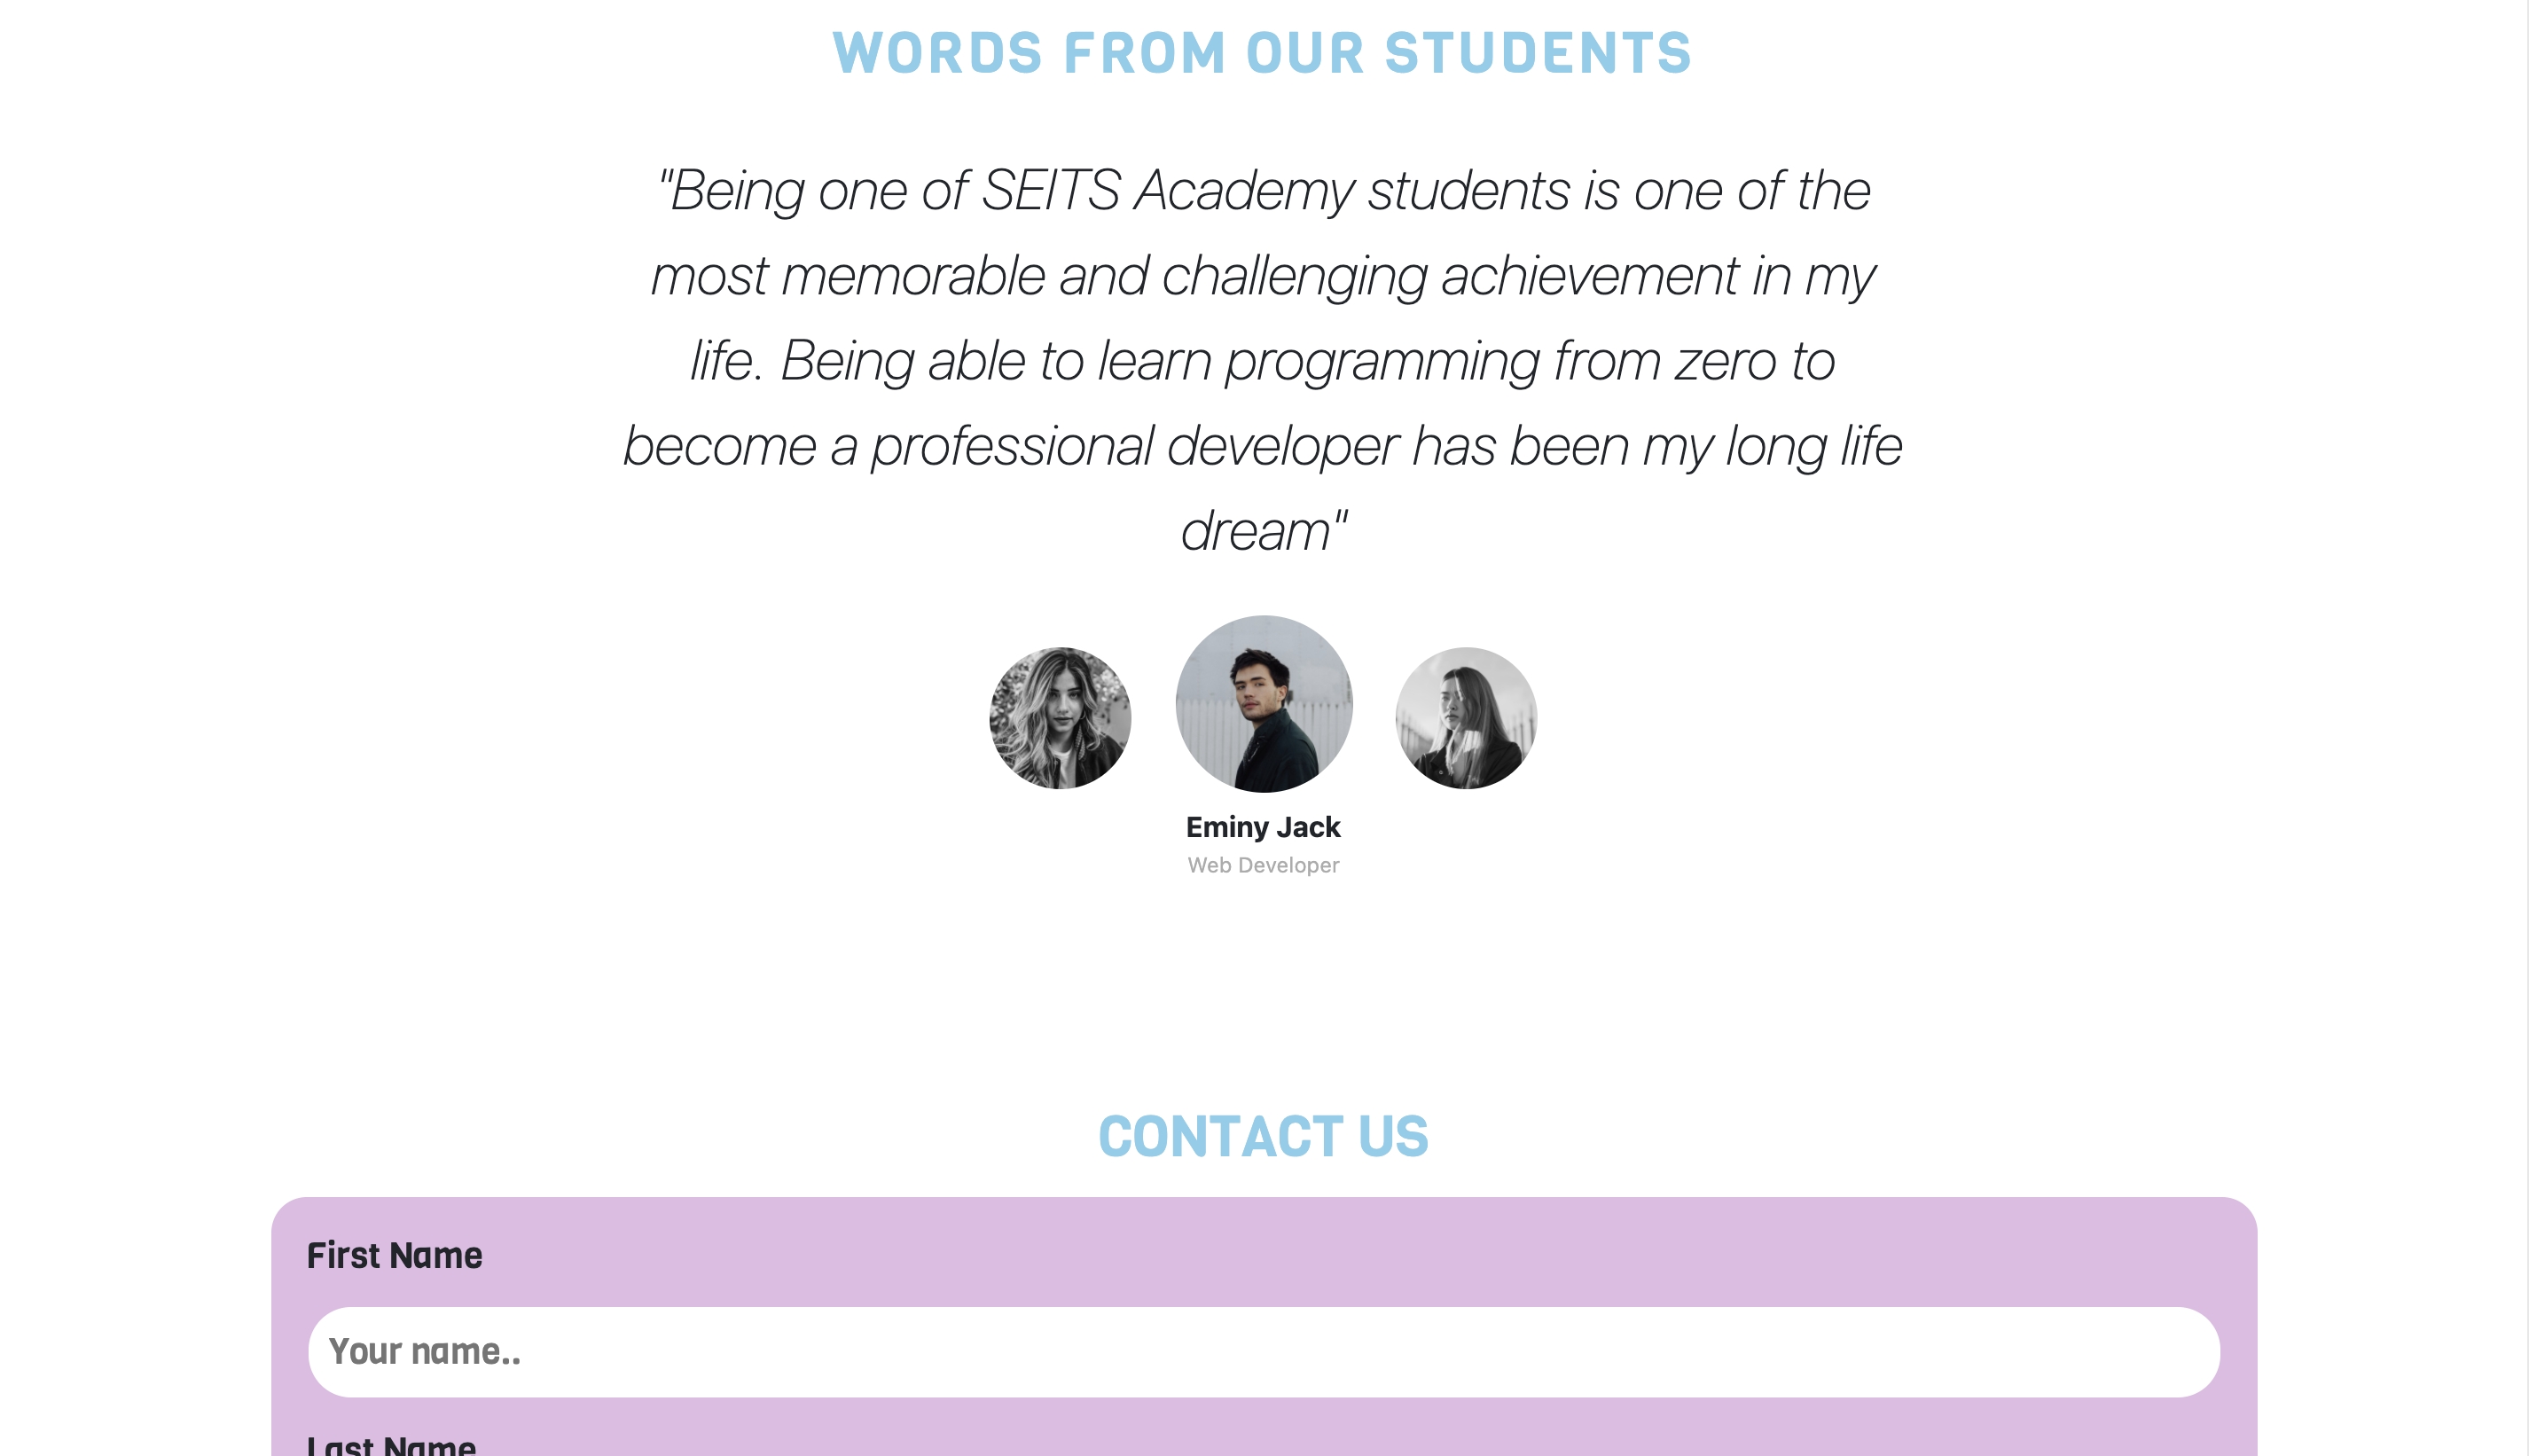 WORDS FROM OUR STUDENTS
"Being one of SEITS Academy students is one of the
most memorable and challenging achievement in my
life. Being able to learn programming from zero to
become a professional developer has been my long life
dream"
Eminy Jack
Web Developer
CONTACT US
First Name
Your name..
Last Name